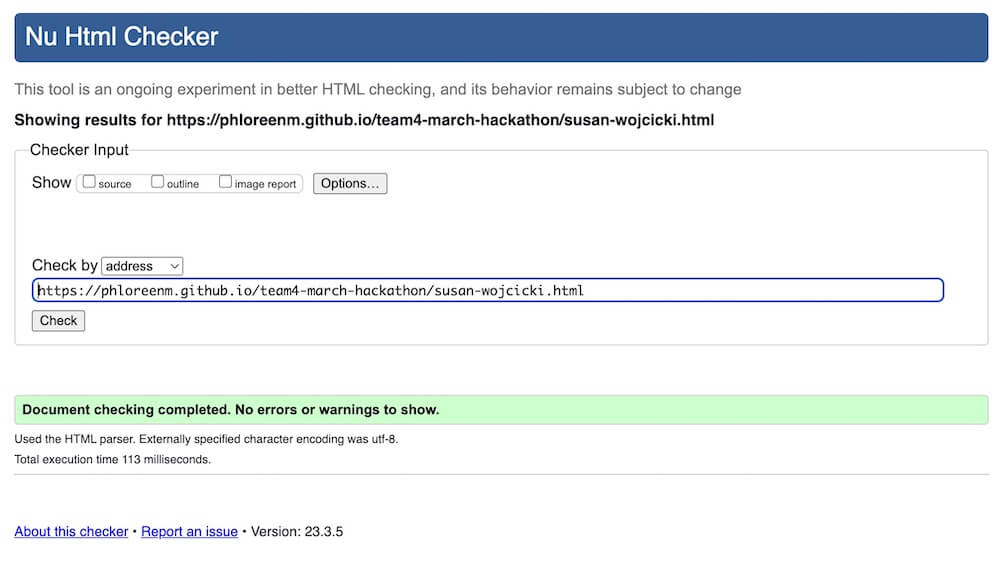 Nu Html Checker
This tool is an ongoing experiment in better HTML checking, and its behavior remains subject to change
Showing results for https://phloreenm.github.io/team4-march-hackathon/susan-wojcicki.html
Checker Input
Show source outline image report Options...
Check by address
https://phloreenm.github.io/team4-march-hackathon/susan-wojcicki.html
Check
Document checking completed. No errors or warnings to show.
Used the HTML parser. Externally specified character encoding was utf-8.
Total execution time 113 milliseconds.
About this checker • Report an issue • Version: 23.3.5